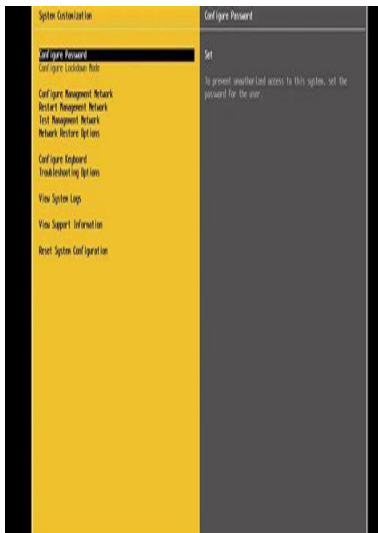 System Customization
Configure Password
Configure Lockdown Mode
Configure Management Network
Restart Management Network
Test Management Network
Network Restore Options
Configure Keyboard
Troubleshooting Options
View System Logs
View Support Information
Reset System Configuration
Configure Password
Set
To prevent unauthorized access to this system, set the
password for the user.